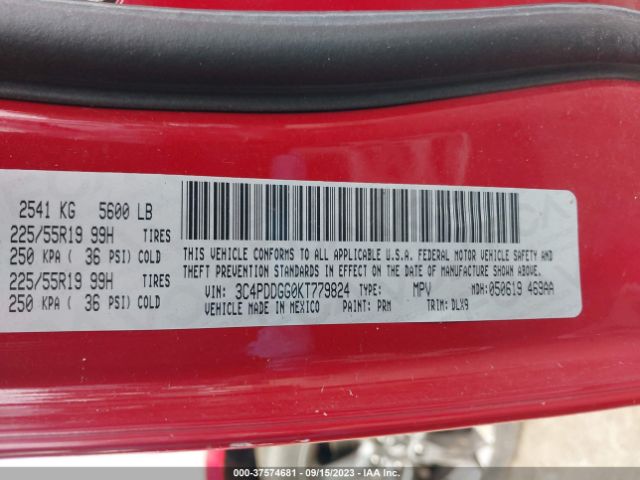 2541 KG 5600 LB
225/55R19 99H TIRES
250 KPA ( 36 PSI) COLD
225/55R19 99H TIRES
250 KPA ( 36 PSI) COLD
THIS VEHICLE CONFORMS TO ALL APPLICABLE U.S.A. FEDERAL MOTOR VEHICLE SAFETY AND
THEFT PREVENTION STANDARDS IN EFFECT ON THE DATE OF MANUFACTURE SHOWN ABOVE.
VIN: 3C4PDDGG0KT779824 TYPE: MPV MDH: 050619 469AA
VEHICLE MADE IN MEXICO PAINT: PRM TRIM: DLX9
000-37574681 - 09/15/2023 - IAA Inc.